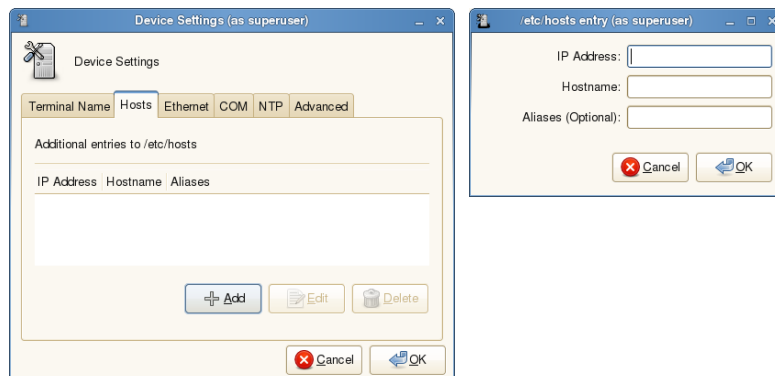 Device Settings (as superuser)
Device Settings
Terminal Name Hosts Ethernet COM NTP Advanced
Additional entries to /etc/hosts
IP Address Hostname Aliases
Add Edit Delete
Cancel OK
/etc/hosts entry (as superuser)
IP Address:
Hostname:
Aliases (Optional):
Cancel OK